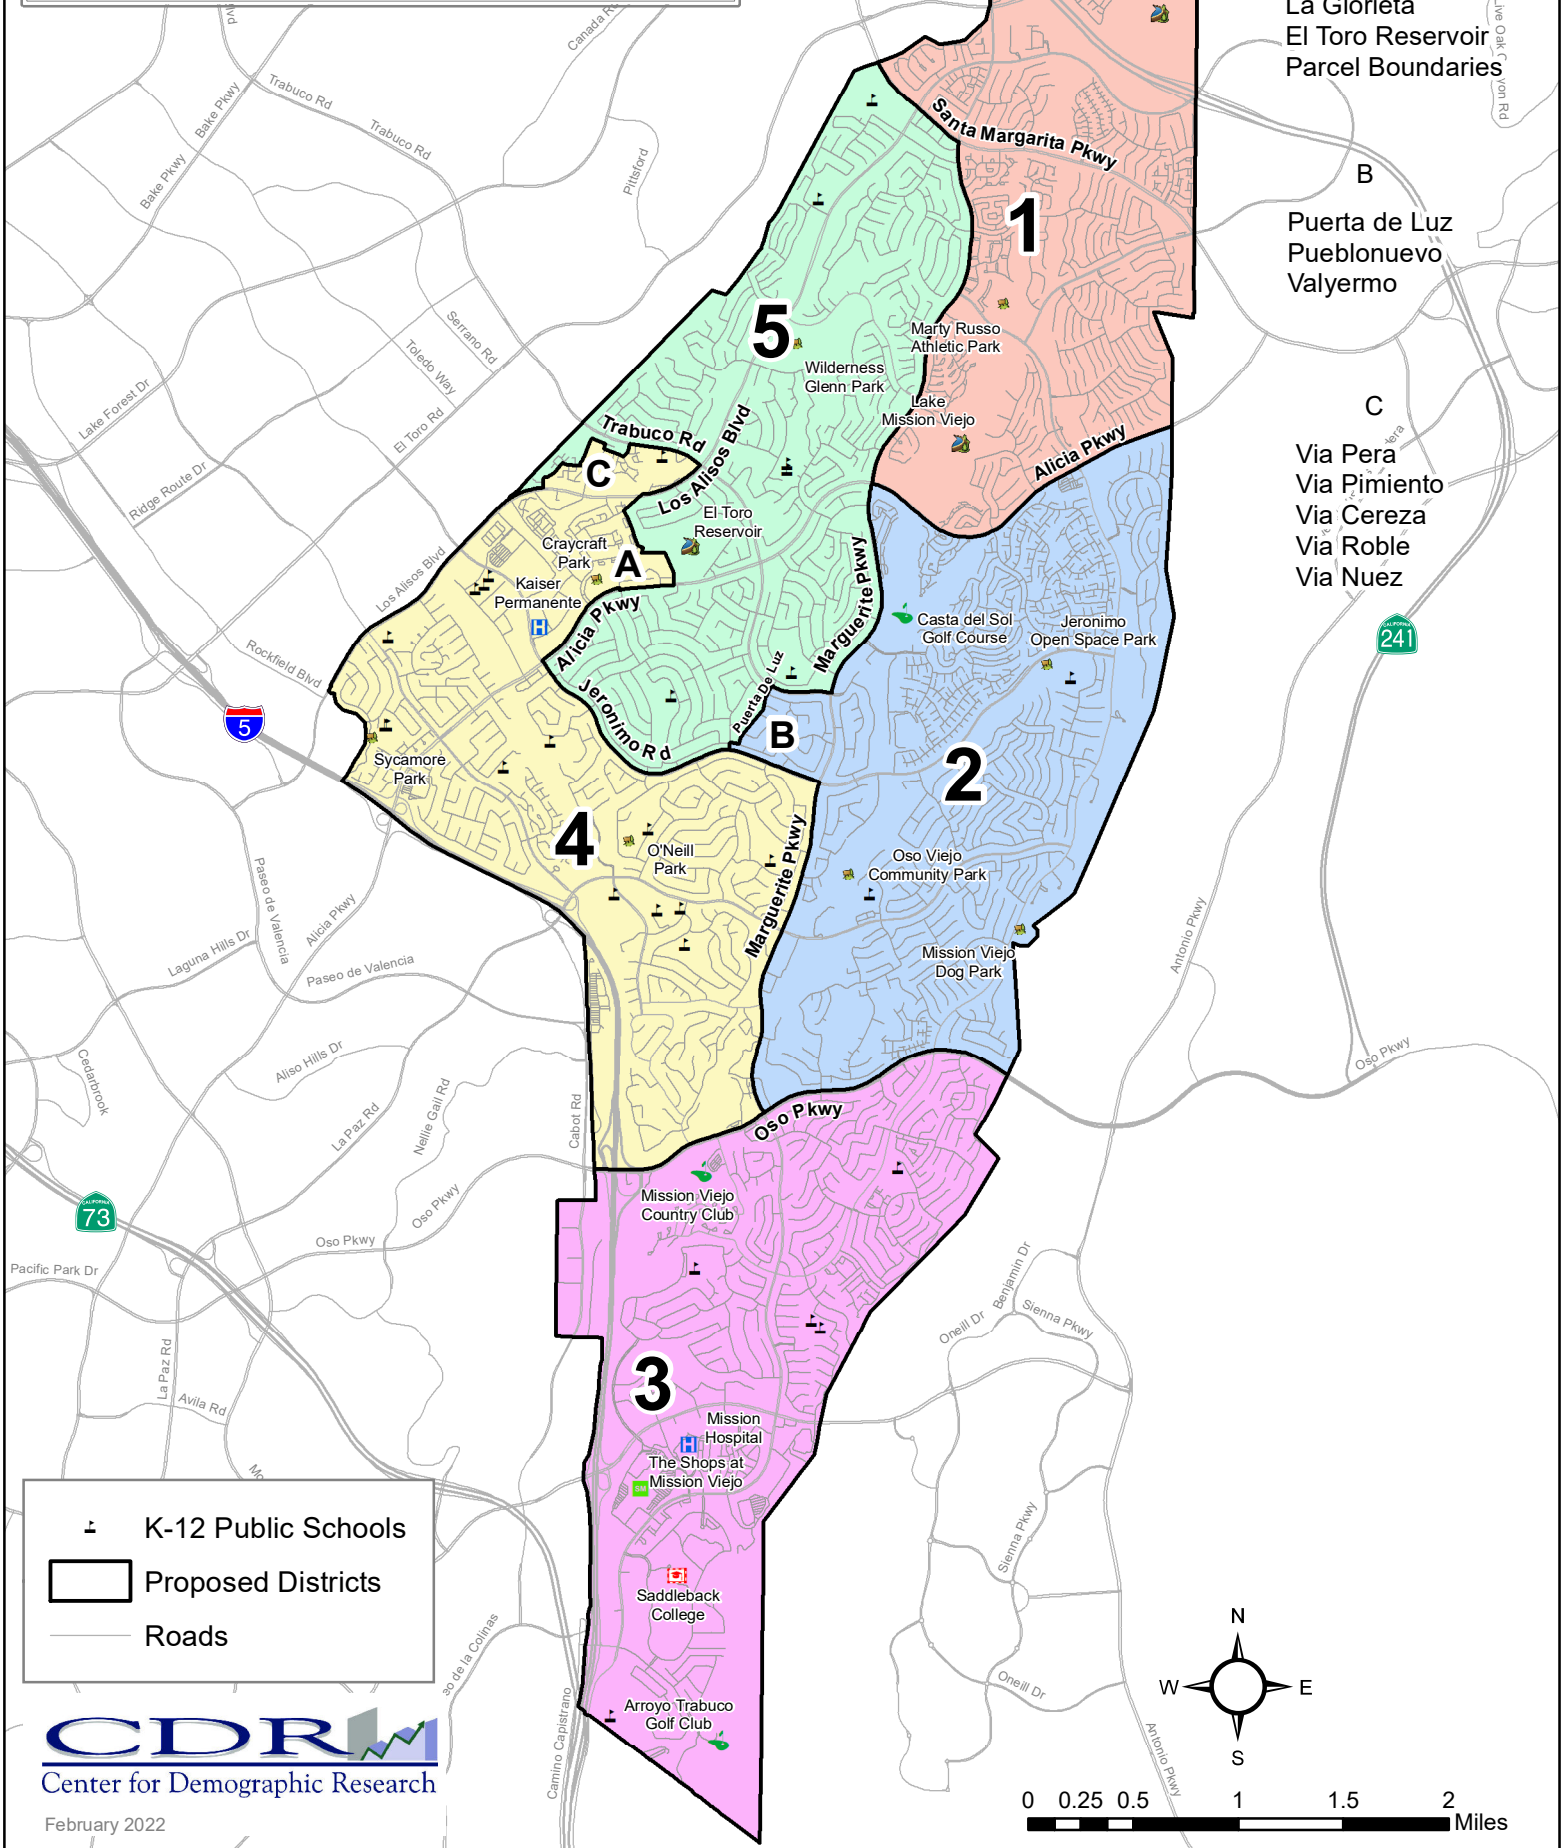 La Glorieta
El Toro Reservoir
Parcel Boundaries
B
Puerta de Luz
Pueblonuevo
Valyermo
C
Via Pera
Via Pimiento
Via Cereza
Via Roble
Via Nuez
Canada Rd
Trabuco Rd
Trabuco Rd
Bake Pkwy
Bake Pkwy
Pittsford
Serrano Rd
Toledo Way
Lake Forest Dr
El Toro Rd
Ridge Route Dr
Los Alisos Blvd
Rockfield Blvd
Santa Margarita Pkwy
1
5
Marty Russo
Athletic Park
Wilderness
Glenn Park
Lake
Mission Viejo
Alicia Pkwy
Trabuco Rd
Los Alisos Blvd
C
El Toro
Reservoir
Craycraft
Park
A
Kaiser
Permanente
Alicia Pkwy
Marguerite Pkwy
Casta del Sol
Golf Course
Jeronimo
Open Space Park
CALIFORNIA
241
Jeronimo Rd
Puerta De Luz
B
5
Sycamore
Park
2
4
O'Neill
Park
Marguerite Pkwy
Oso Viejo
Community Park
Mission Viejo
Dog Park
Paseo de Valencia
Alicia Pkwy
Laguna Hills Dr
Paseo de Valencia
Antonio Pkwy
Oso Pkwy
Cedarbrook
Aliso Hills Dr
La Paz Rd
Nellie Gail Rd
Cabot Rd
Oso Pkwy
CALIFORNIA
73
Oso Pkwy
Oso Pkwy
Pacific Park Dr
Mission Viejo
Country Club
Benjamin Dr
Oneill Dr
Sienna Pkwy
La Paz Rd
Avila Rd
3
Mission
Hospital
The Shops at
Mission Viejo
SM
Sienna Pkwy
Saddleback
College
Oneill Dr
Arroyo Trabuco
Golf Club
Camino Capistrano
Antonio Pkwy
K-12 Public Schools
Proposed Districts
Roads
CDR
Center for Demographic Research
February 2022
N
W E
S
0 0.25 0.5 1 1.5 2
Miles